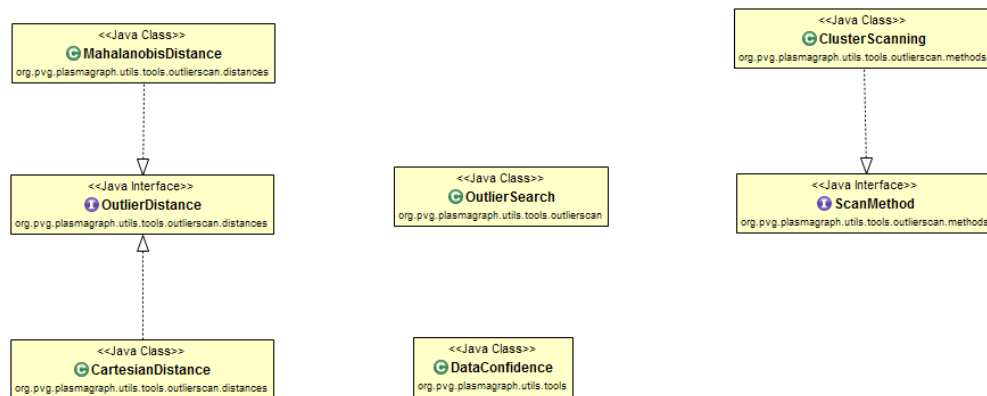 <<Java Class>>
MahalanobisDistance
org.pvg.plasmagraph.utils.tools.outlierscan.distances
<<Java Class>>
ClusterScanning
org.pvg.plasmagraph.utils.tools.outlierscan.methods
<<Java Interface>>
OutlierDistance
org.pvg.plasmagraph.utils.tools.outlierscan.distances
<<Java Class>>
OutlierSearch
org.pvg.plasmagraph.utils.tools.outlierscan
<<Java Interface>>
ScanMethod
org.pvg.plasmagraph.utils.tools.outlierscan.methods
<<Java Class>>
CartesianDistance
org.pvg.plasmagraph.utils.tools.outlierscan.distances
<<Java Class>>
DataConfidence
org.pvg.plasmagraph.utils.tools